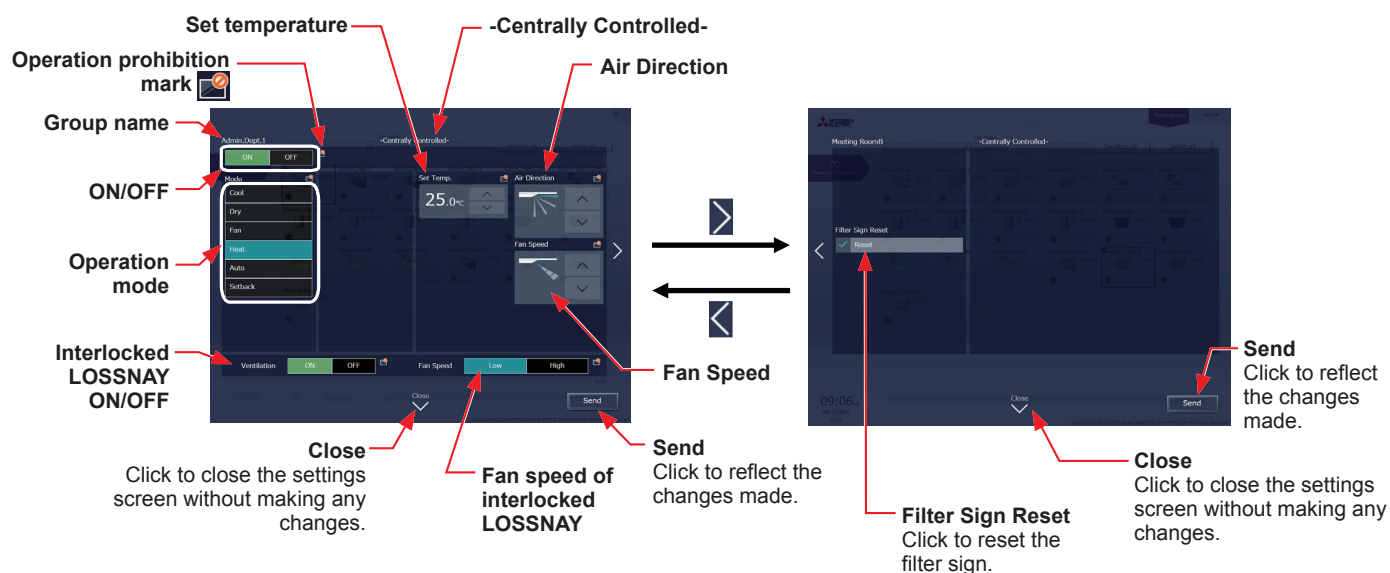 Set temperature
-Centrally Controlled-
Operation prohibition
mark
Air Direction
Group name
ON/OFF
Operation
mode
Interlocked
LOSSNAY
ON/OFF
Admin.Dept.1
-Centrally Controlled-
ON OFF
Mode
Cool
Dry
Fan
Heat
Auto
Setback
Set Temp.
25.0°C
Air Direction
Fan Speed
Ventilation ON OFF
Fan Speed Low High
Close
Send
Fan Speed
Close
Click to close the settings
screen without making any
changes.
Fan speed of
interlocked
LOSSNAY
Send
Click to reflect the
changes made.
MITSUBISHI
ELECTRIC
Meeting Room8
-Centrally Controlled-
Filter Sign Reset
Reset
09:06
Close
Send
Send
Click to reflect
the changes
made.
Close
Click to close the settings
screen without making any
changes.
Filter Sign Reset
Click to reset the
filter sign.